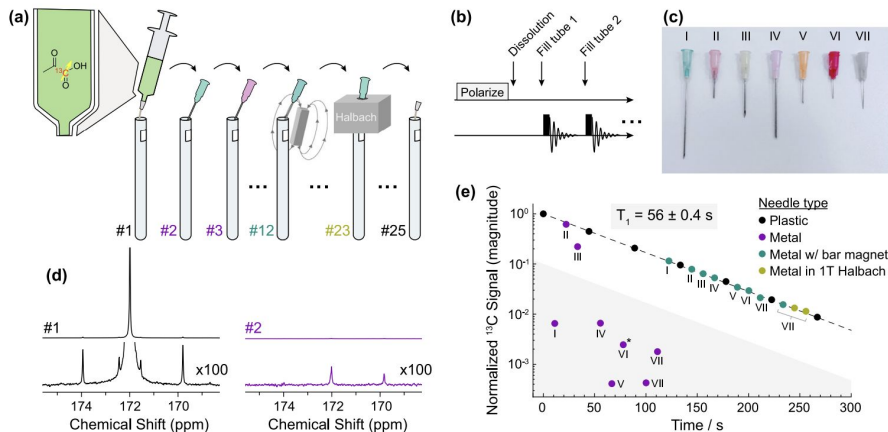 (a)
O
13C
OH
O
Halbach
#1
#2
#3
#12
#23
#25
(b)
Dissolution
Fill tube 1
Fill tube 2
Polarize
(c)
I II III IV V VI VII
(d)
#1
x100
174 172 170
Chemical Shift (ppm)
#2
x100
174 172 170
Chemical Shift (ppm)
(e)
Normalized 13C Signal (magnitude)
10⁰
10⁻¹
10⁻²
10⁻³
T₁ = 56 ± 0.4 s
Needle type
Plastic
Metal
Metal w/ bar magnet
Metal in 1T Halbach
II
III
I
II
III
IV
V
VI
VII
VII
I
IV
VI
*
VII
V
VII
0 50 100 150 200 250 300
Time / s